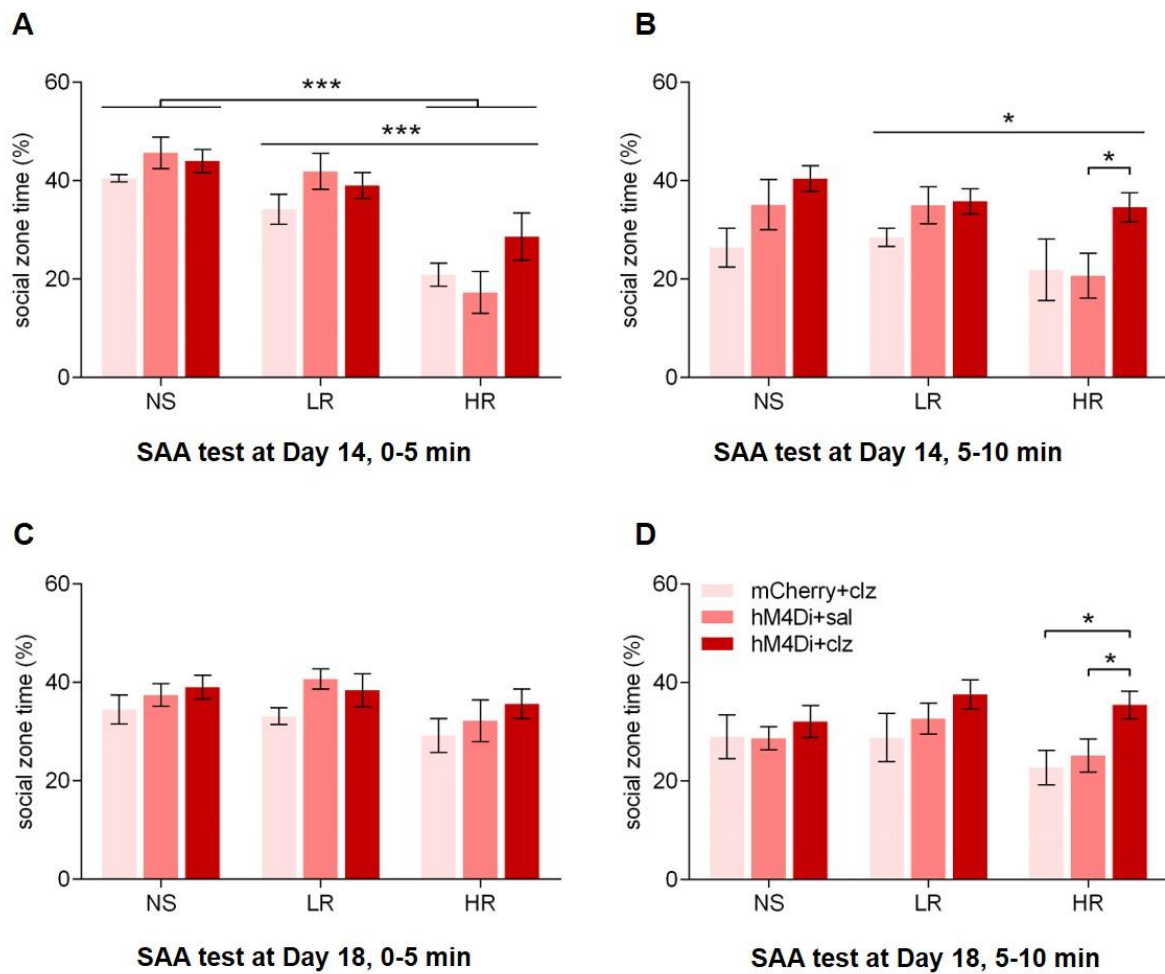 A
60
40
20
0
social zone time (%)
***
***
NS LR HR
SAA test at Day 14, 0-5 min
B
60
40
20
0
social zone time (%)
*
*
NS LR HR
SAA test at Day 14, 5-10 min
C
60
40
20
0
social zone time (%)
NS LR HR
SAA test at Day 18, 0-5 min
D
60
40
20
0
social zone time (%)
mCherry+clz
hM4Di+sal
hM4Di+clz
*
*
NS LR HR
SAA test at Day 18, 5-10 min